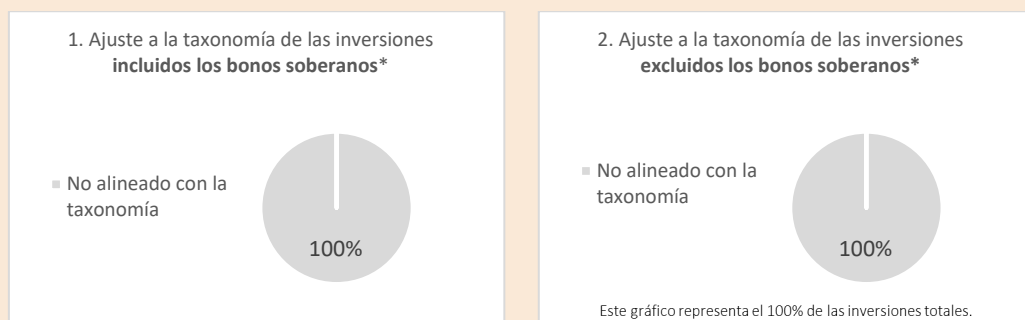 1. Ajuste a la taxonomía de las inversiones
incluidos los bonos soberanos*
No alineado con la
taxonomía
100%
2. Ajuste a la taxonomía de las inversiones
excluidos los bonos soberanos*
No alineado con la
taxonomía
100%
Este gráfico representa el 100% de las inversiones totales.